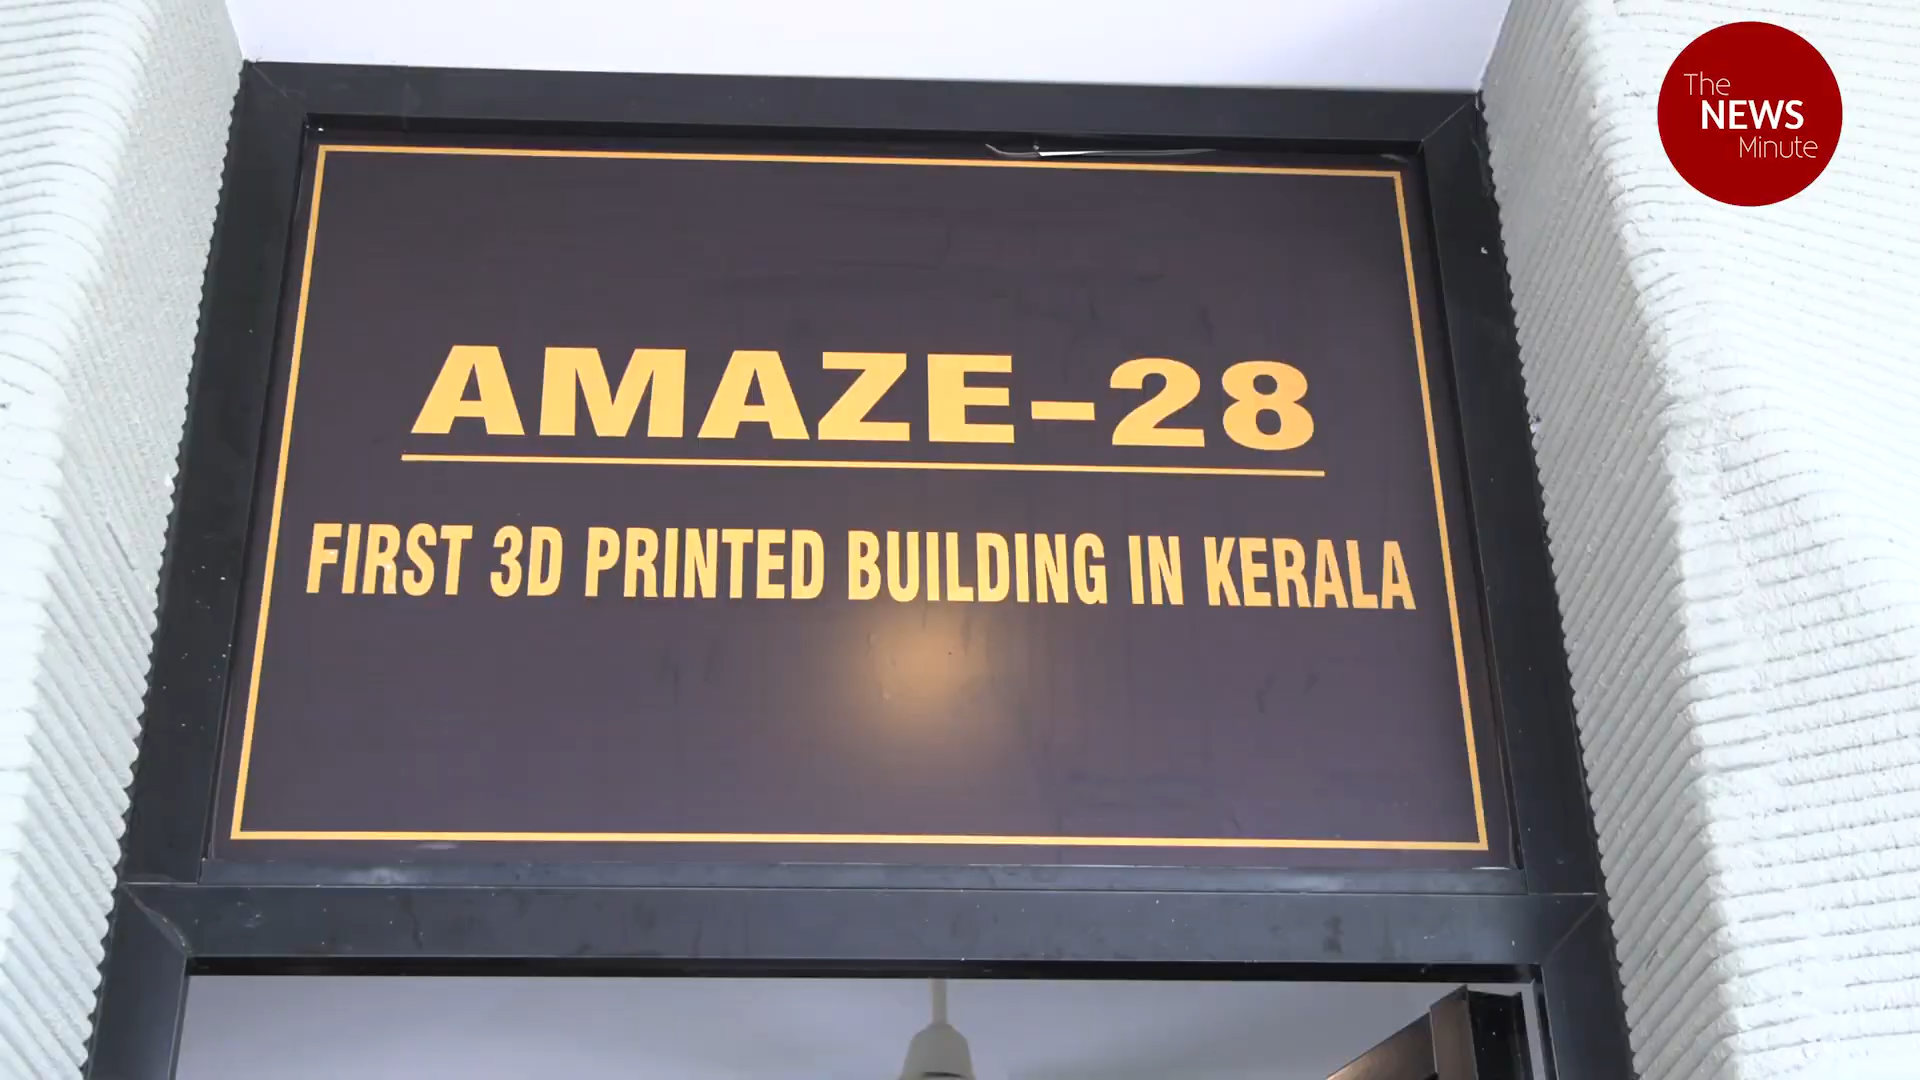 The
NEWS
Minute
AMAZE-28
FIRST 3D PRINTED BUILDING IN KERALA